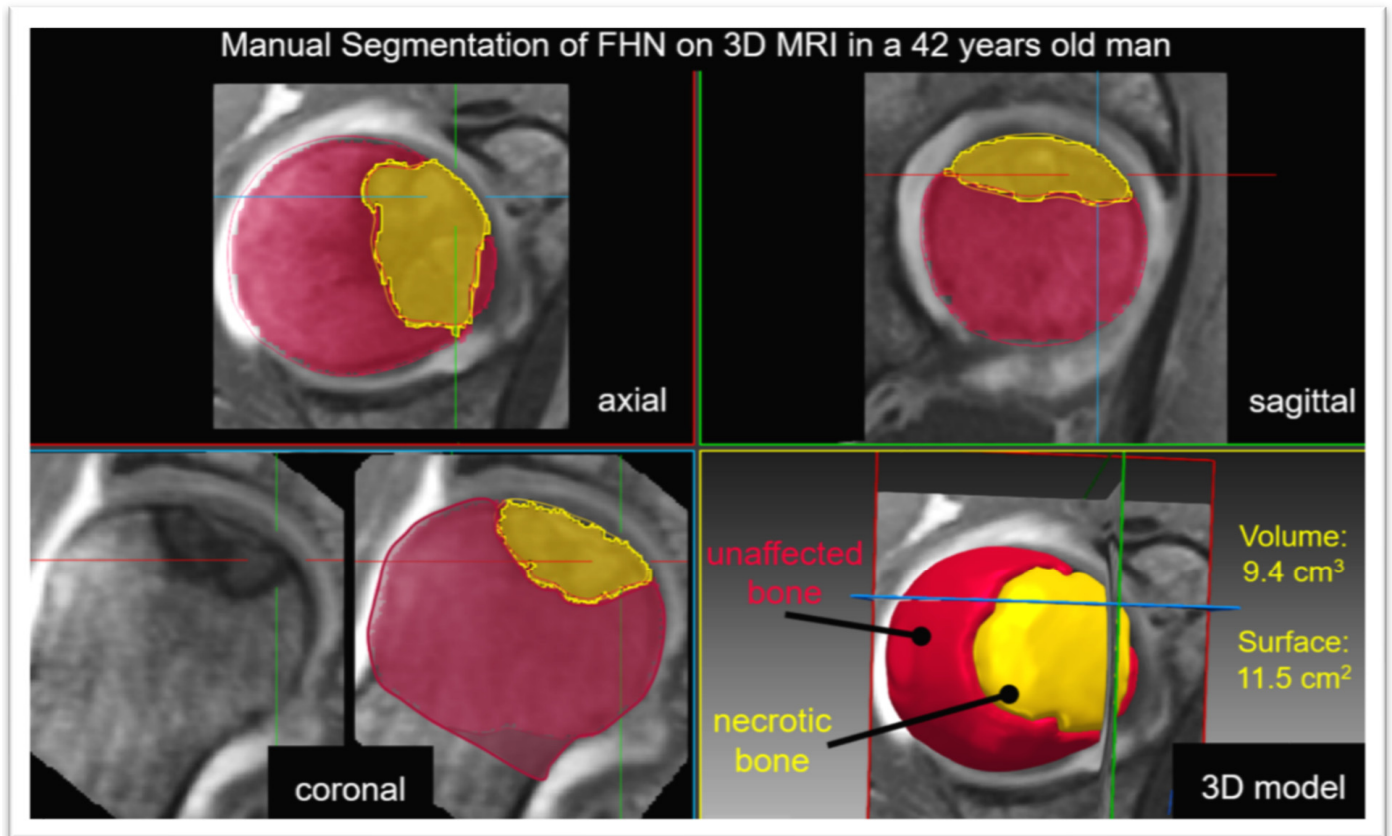 Manual Segmentation of FHN on 3D MRI in a 42 years old man
axial
sagittal
coronal
unaffected
bone
necrotic
bone
Volume:
9.4 cm³
Surface:
11.5 cm²
3D model